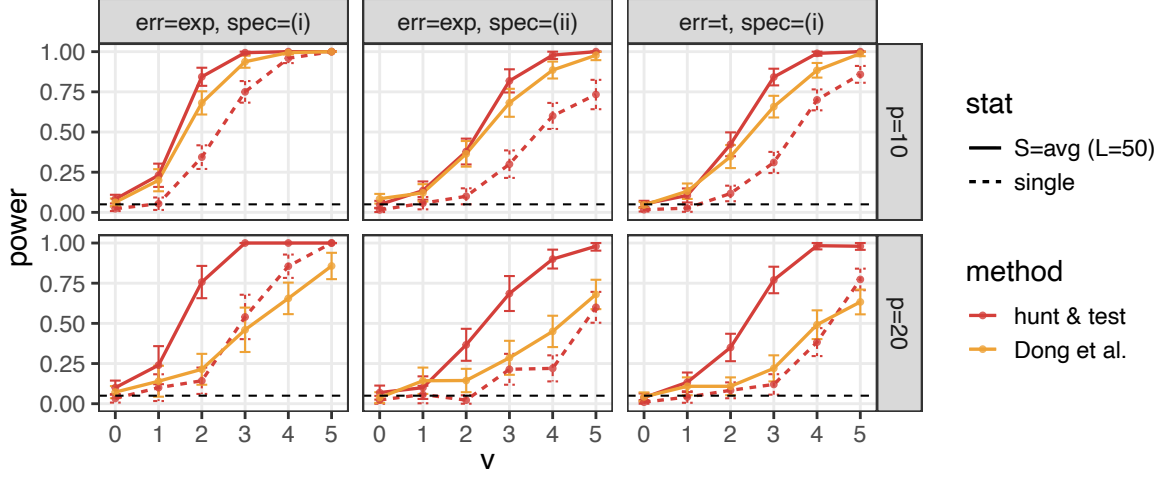 err=exp, spec=(i) err=exp, spec=(ii) err=t, spec=(i)
1.00
0.75
0.50
0.25
0.00
p=10
1.00
0.75
0.50
0.25
0.00
p=20
0 1 2 3 4 5 0 1 2 3 4 5 0 1 2 3 4 5
power
v
stat
S=avg (L=50)
single
method
hunt & test
Dong et al.